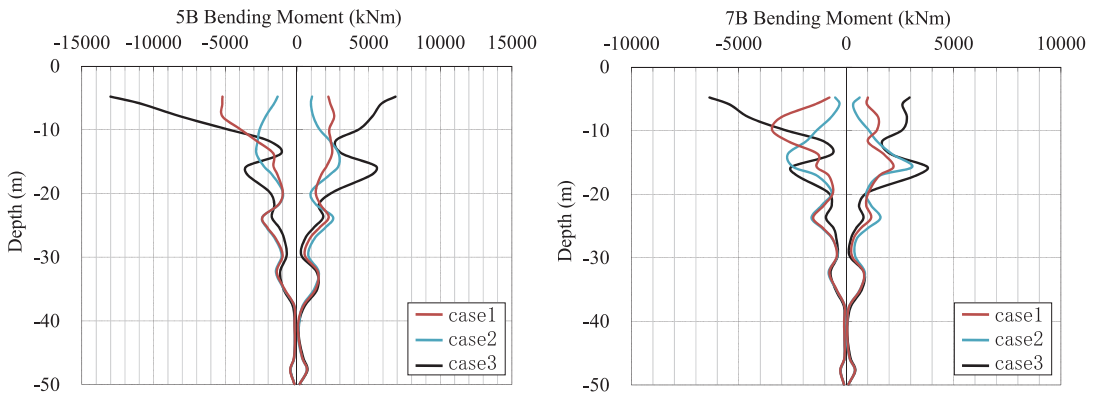 5B Bending Moment (kNm)
-15000 -10000 -5000 0 5000 10000 15000
0
-10
-20
-30
-40
-50
Depth (m)
case1
case2
case3
7B Bending Moment (kNm)
-10000 -5000 0 5000 10000
0
-10
-20
-30
-40
-50
Depth (m)
case1
case2
case3